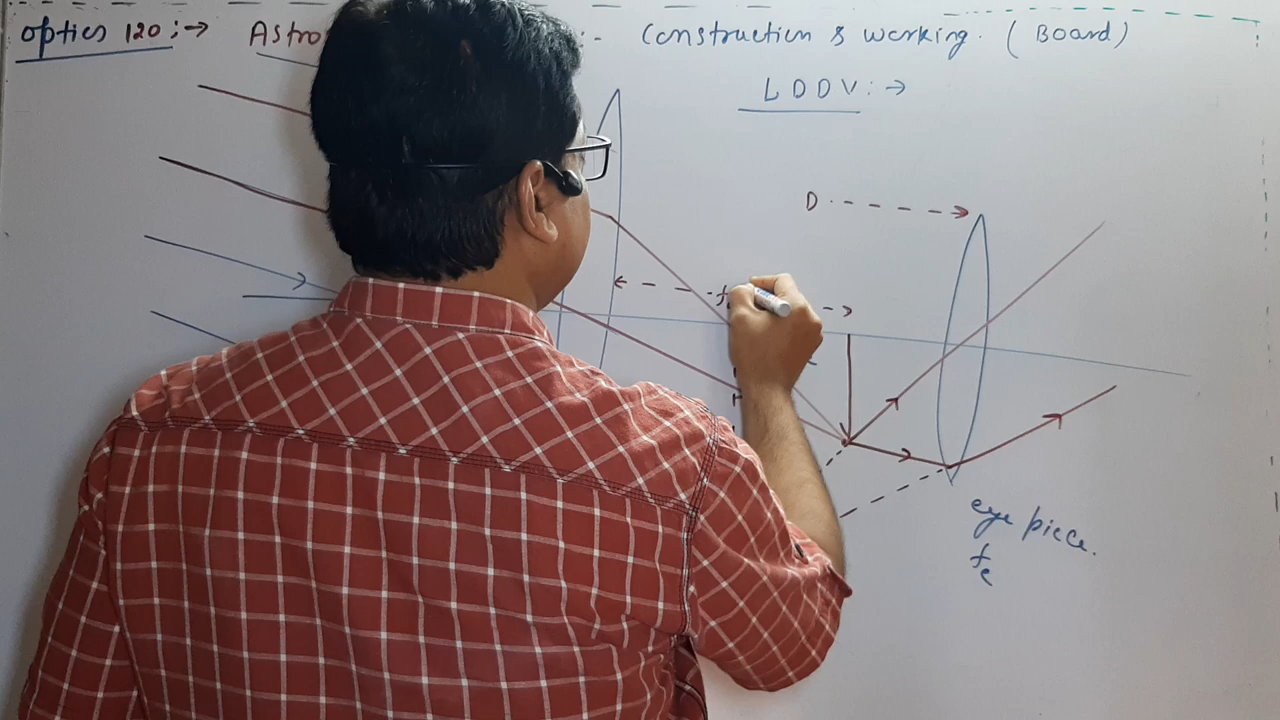 optics 120 :→ Astro :- Construction & working. ( Board )
LDDV :→
D
f
eye piece.
fe